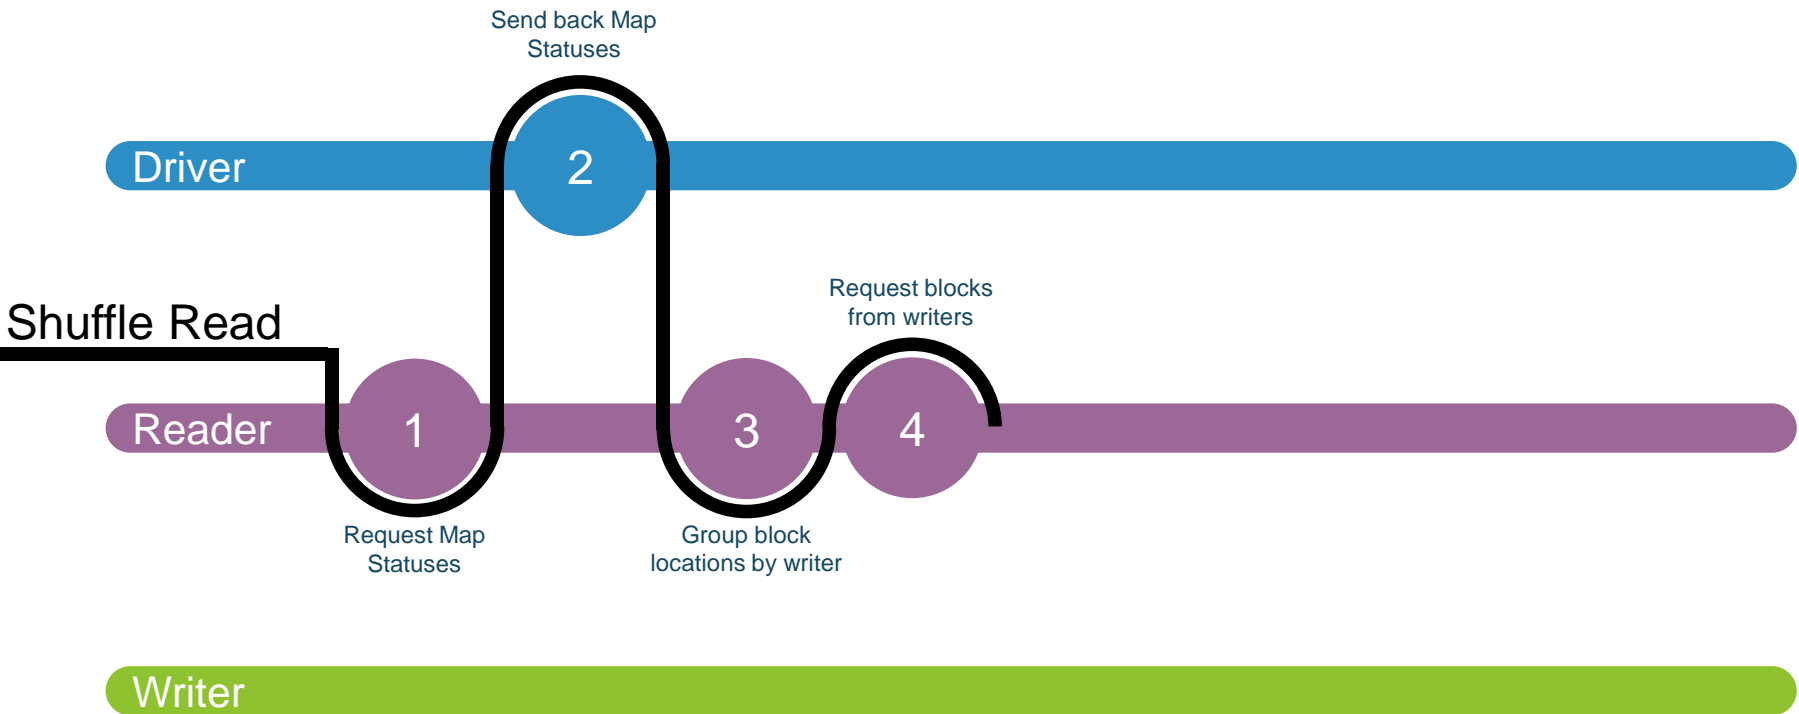 Send back Map
Statuses
Driver
2
Shuffle Read
Request blocks
from writers
Reader
1
3
4
Request Map
Statuses
Group block
locations by writer
Writer